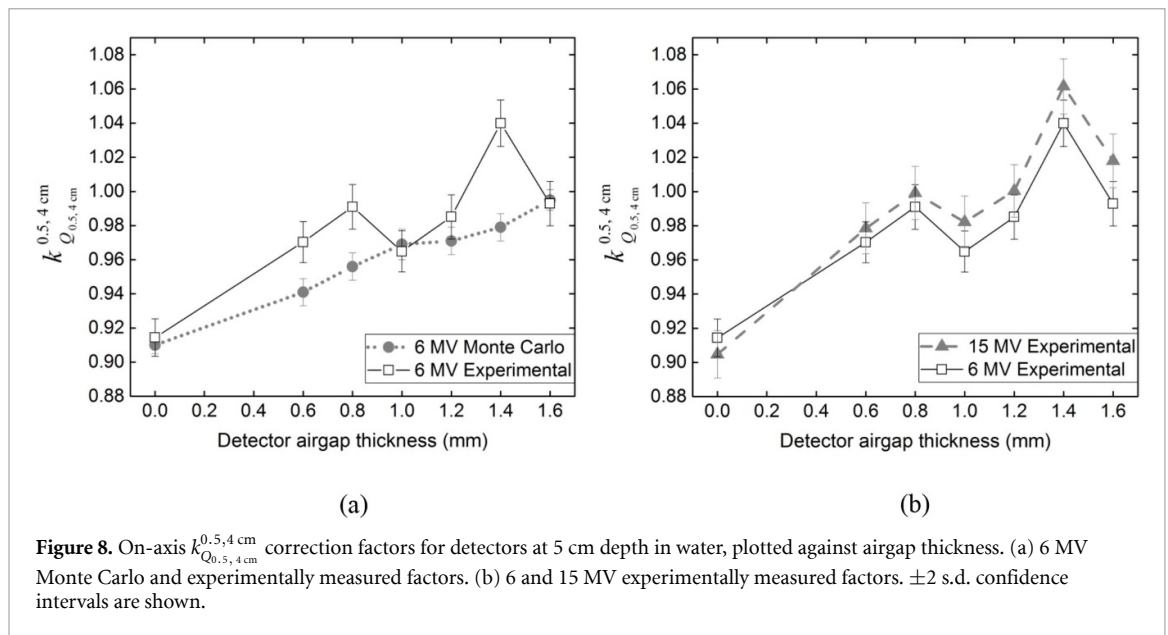 1.08
1.06
1.04
1.02
1.00
0.98
0.96
0.94
0.92
0.90
0.88
k^{0.5, 4 cm}_{Q_{0.5, 4 cm}}
6 MV Monte Carlo
6 MV Experimental
0.0 0.2 0.4 0.6 0.8 1.0 1.2 1.4 1.6
Detector airgap thickness (mm)
(a)
1.08
1.06
1.04
1.02
1.00
0.98
0.96
0.94
0.92
0.90
0.88
k^{0.5, 4 cm}_{Q_{0.5, 4 cm}}
15 MV Experimental
6 MV Experimental
0.0 0.2 0.4 0.6 0.8 1.0 1.2 1.4 1.6
Detector airgap thickness (mm)
(b)
Figure 8. On-axis k^{0.5,4 cm}_{Q_{0.5, 4 cm}} correction factors for detectors at 5 cm depth in water, plotted against airgap thickness. (a) 6 MV
Monte Carlo and experimentally measured factors. (b) 6 and 15 MV experimentally measured factors. ±2 s.d. confidence
intervals are shown.